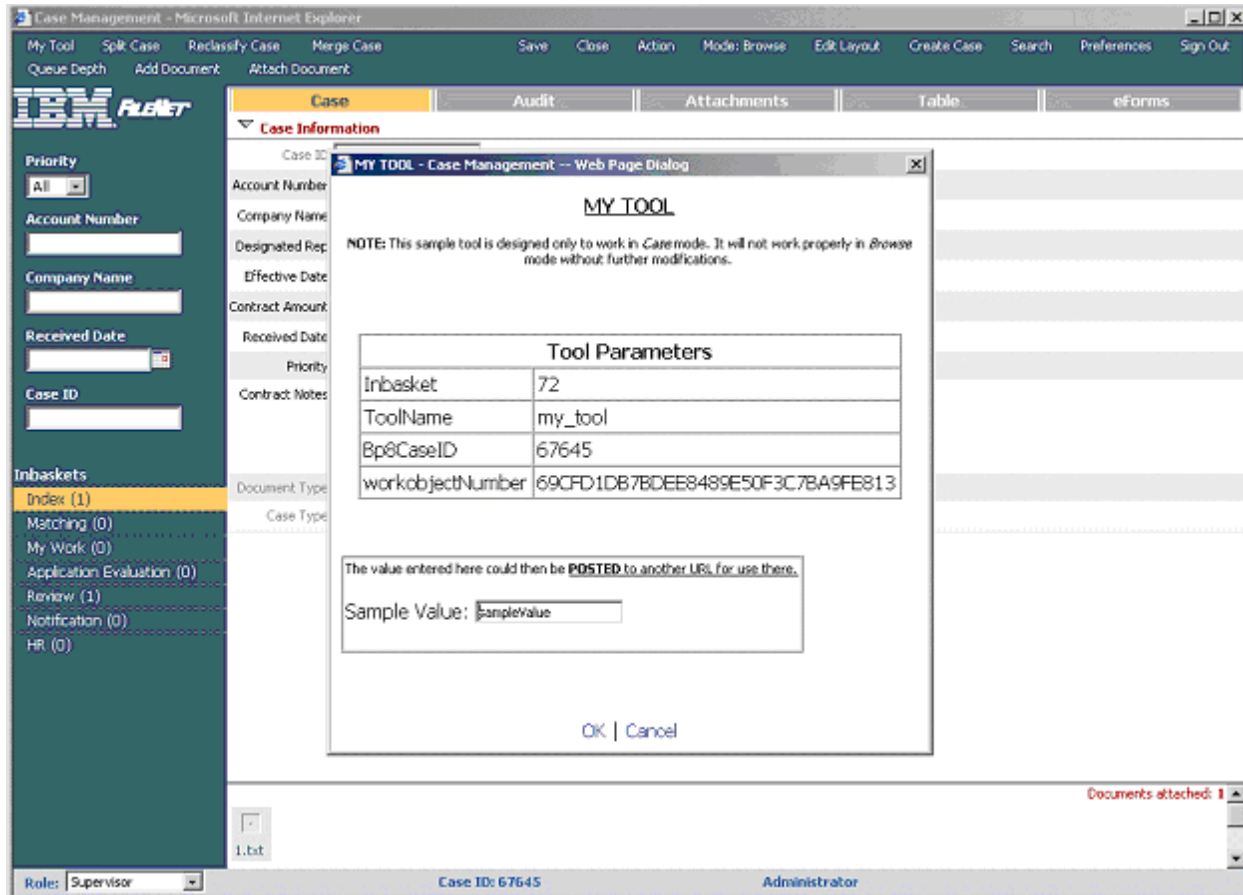 Case Management - Microsoft Internet Explorer
My Tool Split Case Reclassify Case Merge Case Save Close Action Mode: Browse Edit Layout Create Case Search Preferences Sign Out
Queue Depth Add Document Attach Document
IBM FileNet
Case Audit Attachments Table eForms
Case Information
Priority
All
Account Number
Company Name
Received Date
Case ID
Inbaskets
Index (1)
Matching (0)
My Work (0)
Application Evaluation (0)
Review (1)
Notification (0)
HR (0)
Case ID
Account Number
Company Name
Designated Rep
Effective Date
Contract Amount
Received Date
Priority
Contract Notes
Document Type
Case Type
MY TOOL - Case Management -- Web Page Dialog
MY TOOL
NOTE: This sample tool is designed only to work in Case mode. It will not work properly in Browse
mode without further modifications.
Tool Parameters
Inbasket 72
ToolName my_tool
Bp8CaseID 67645
workobjectNumber 69CFD1DB7BDEE8489E50F3C7BA9FE813
The value entered here could then be POSTED to another URL for use there.
Sample Value: sampleValue
OK | Cancel
Documents attached: 1
1.txt
Role: Supervisor Case ID: 67645 Administrator